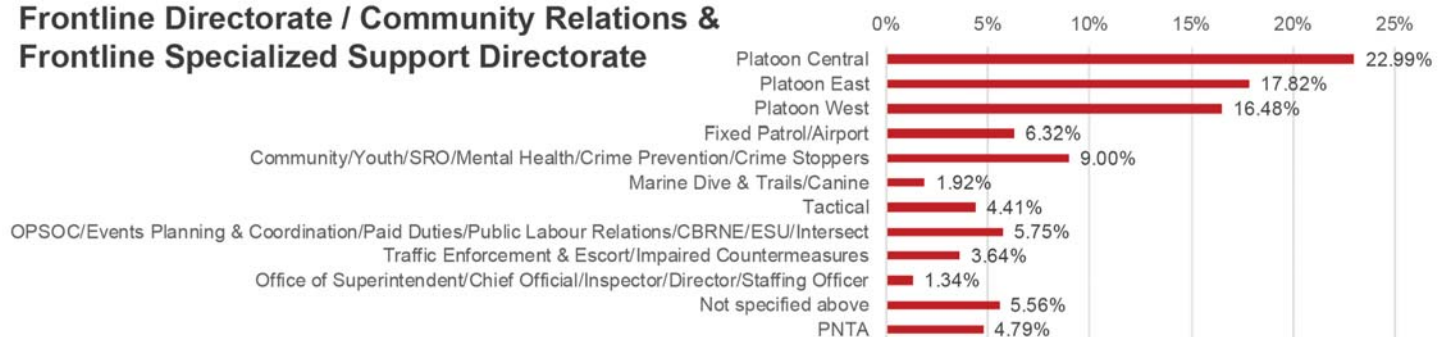 Frontline Directorate / Community Relations &
Frontline Specialized Support Directorate
0% 5% 10% 15% 20% 25%
Platoon Central 22.99%
Platoon East 17.82%
Platoon West 16.48%
Fixed Patrol/Airport 6.32%
Community/Youth/SRO/Mental Health/Crime Prevention/Crime Stoppers 9.00%
Marine Dive & Trails/Canine 1.92%
Tactical 4.41%
OPSOC/Events Planning & Coordination/Paid Duties/Public Labour Relations/CBRNE/ESU/Intersect 5.75%
Traffic Enforcement & Escort/Impaired Countermeasures 3.64%
Office of Superintendent/Chief Official/Inspector/Director/Staffing Officer 1.34%
Not specified above 5.56%
PNTA 4.79%